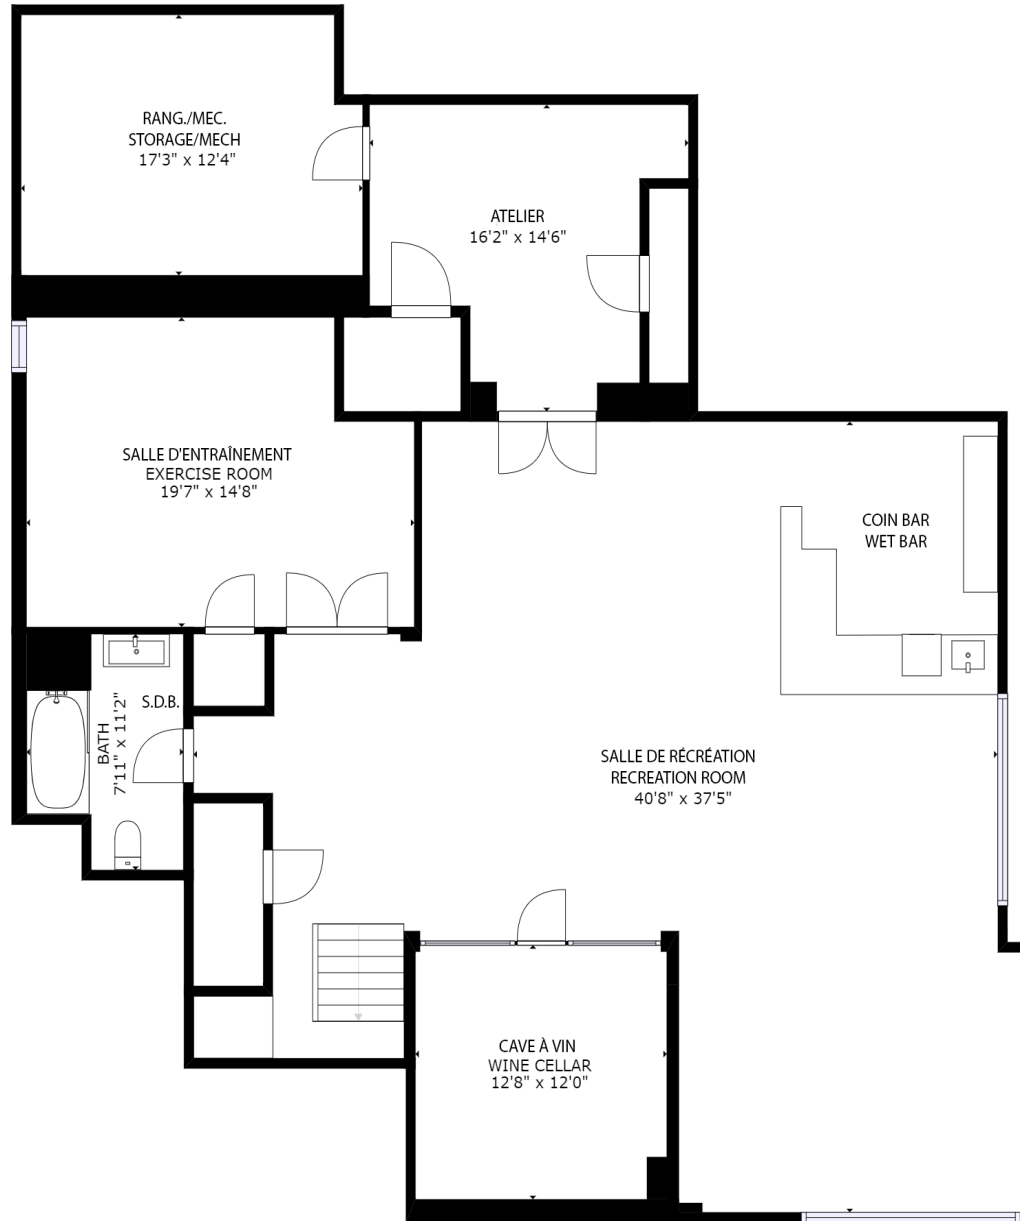 RANG./MEC.
STORAGE/MECH
17'3" x 12'4"
ATELIER
16'2" x 14'6"
SALLE D'ENTRAÎNEMENT
EXERCISE ROOM
19'7" x 14'8"
COIN BAR
WET BAR
S.D.B.
BATH
7'11" x 11'2"
SALLE DE RÉCRÉATION
RECREATION ROOM
40'8" x 37'5"
CAVE À VIN
WINE CELLAR
12'8" x 12'0"